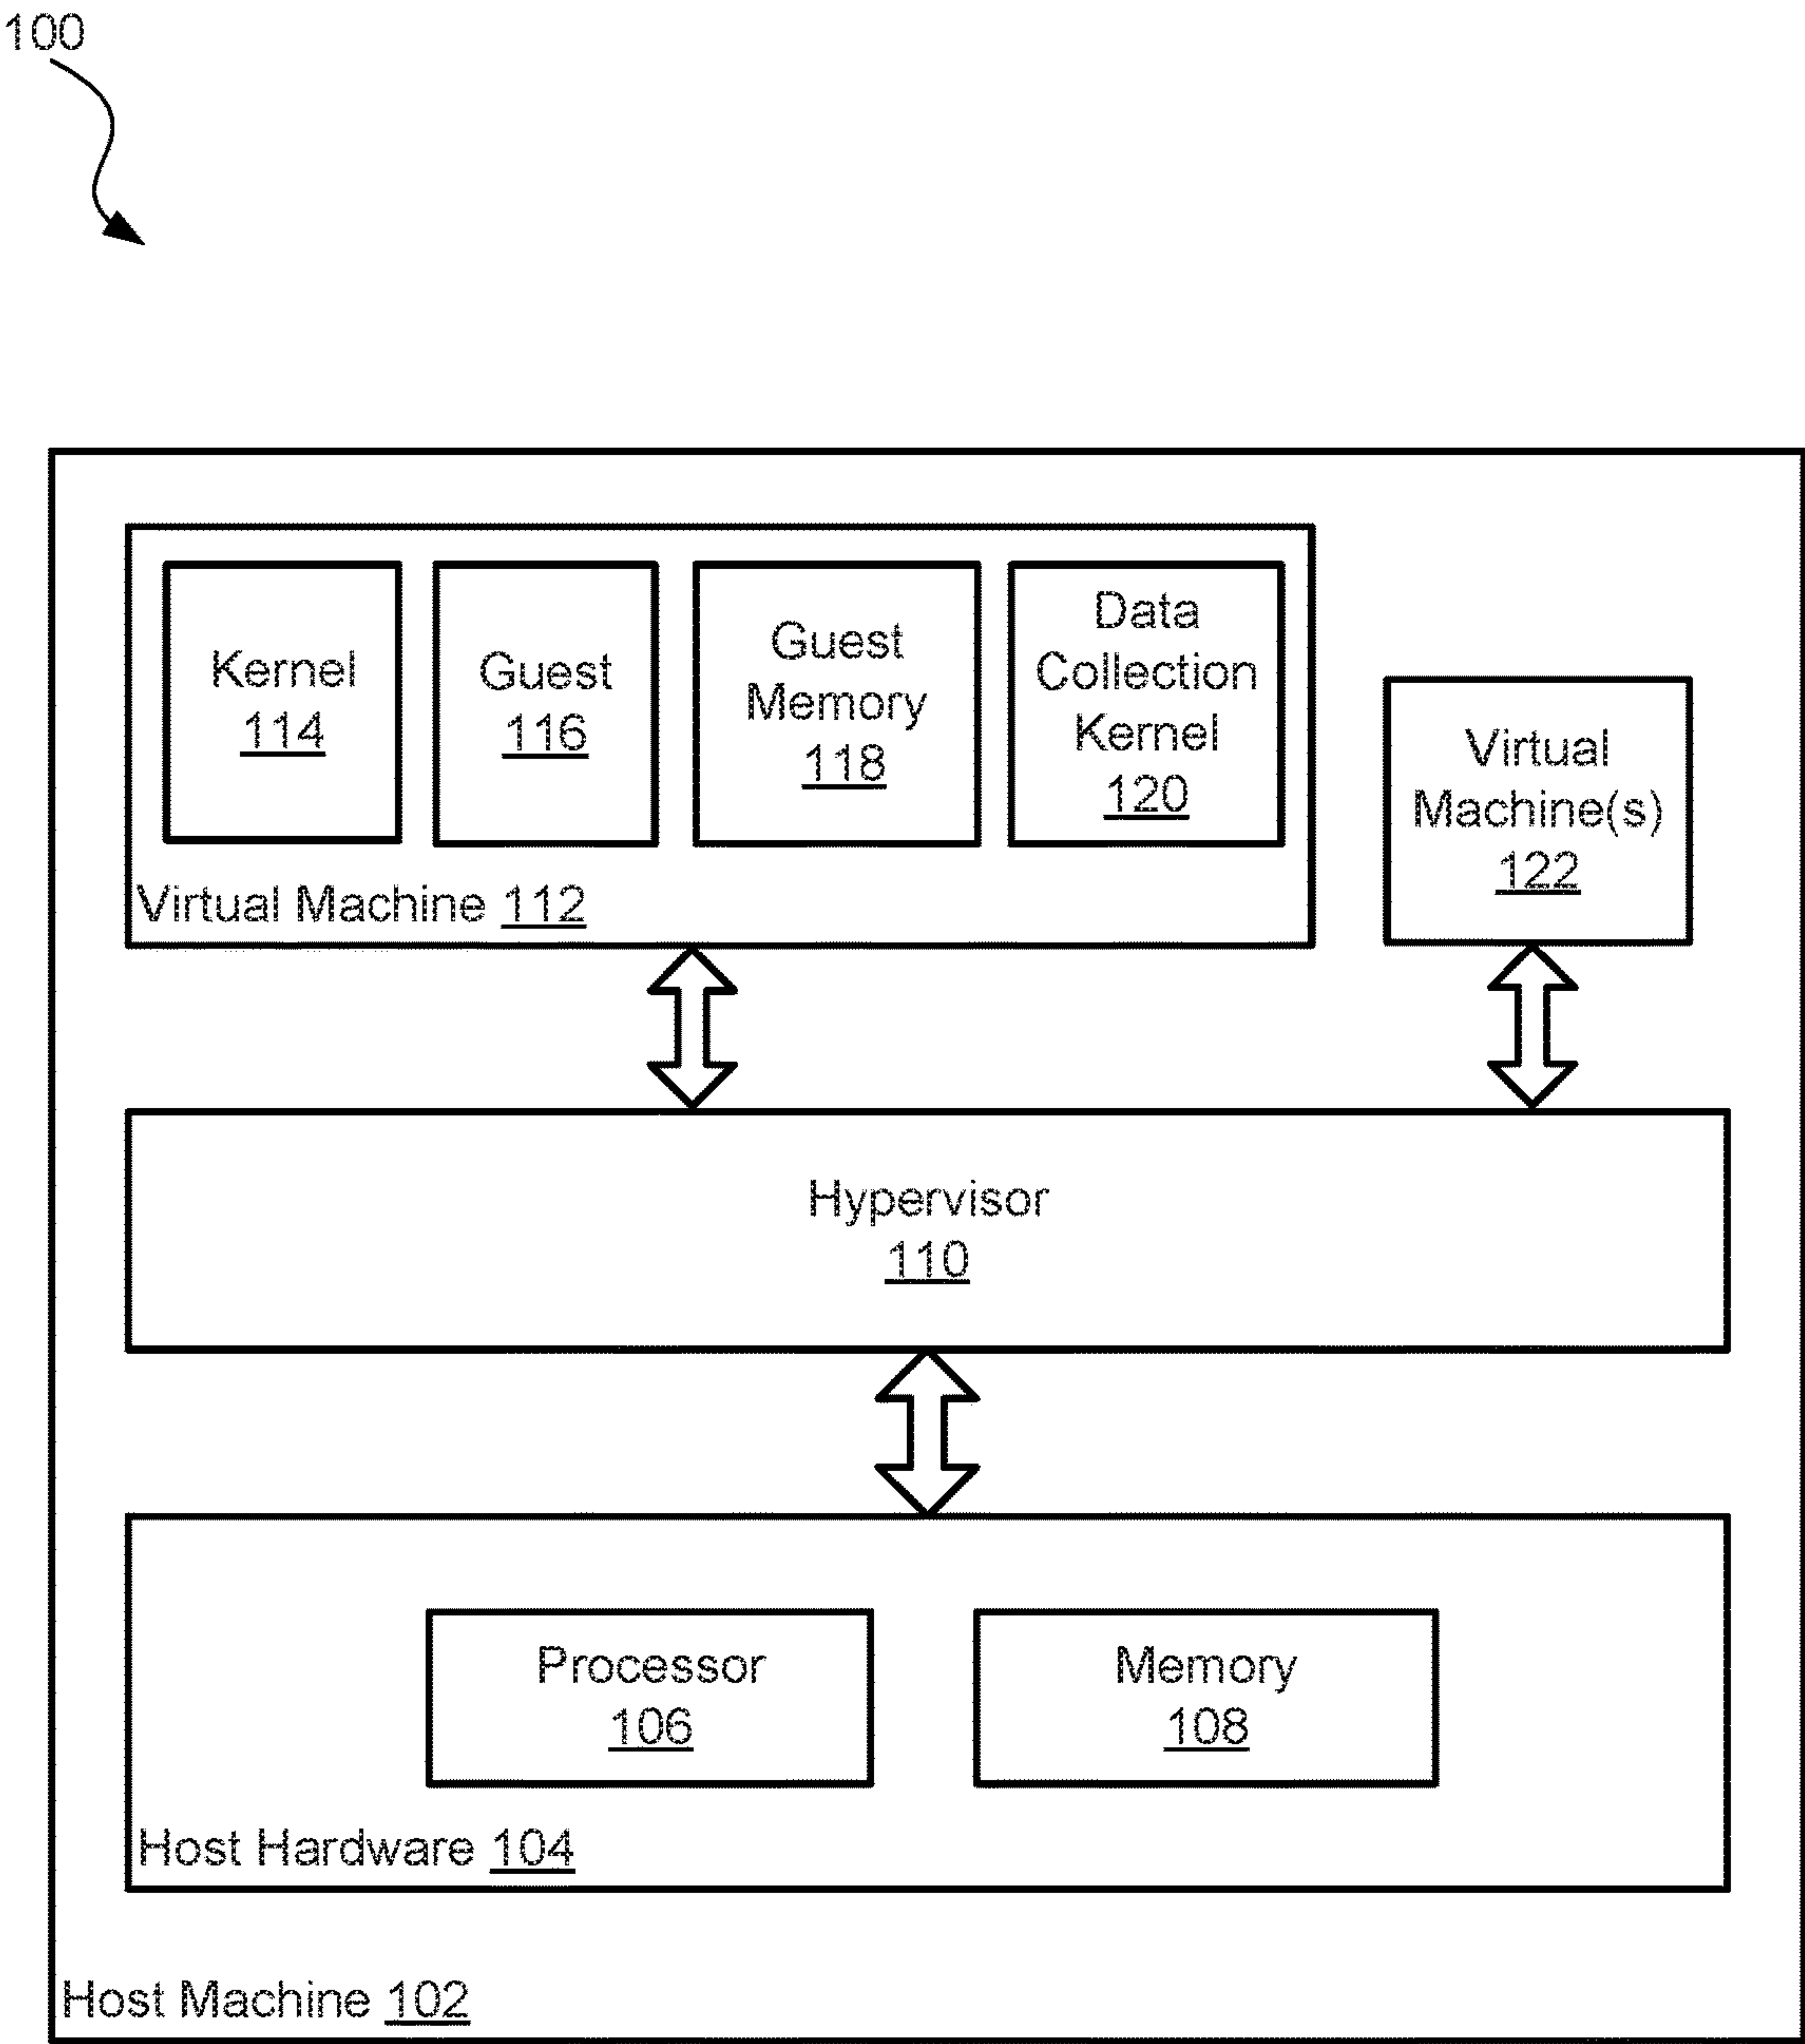 100
Kernel
114
Guest
116
Guest
Memory
118
Data
Collection
Kernel
120
Virtual Machine 112
Virtual
Machine(s)
122
Hypervisor
110
Processor
106
Memory
108
Host Hardware 104
Host Machine 102